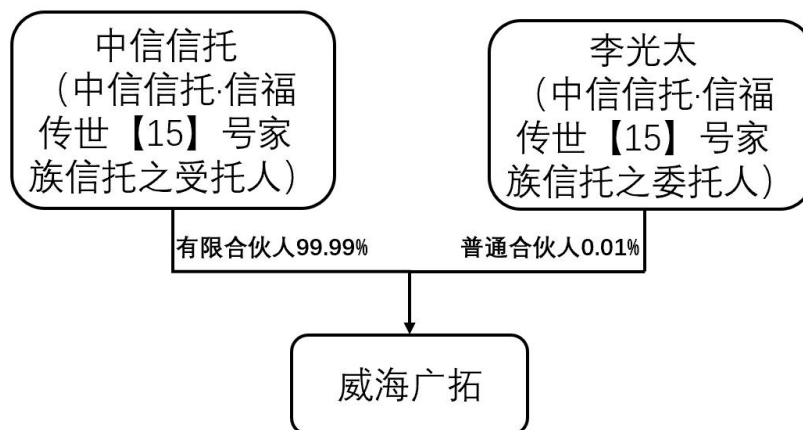 中信信托
（中信信托·信福
传世【15】号家
族信托之受托人）
李光太
（中信信托·信福
传世【15】号家
族信托之委托人）
有限合伙人99.99%
普通合伙人0.01%
威海广拓